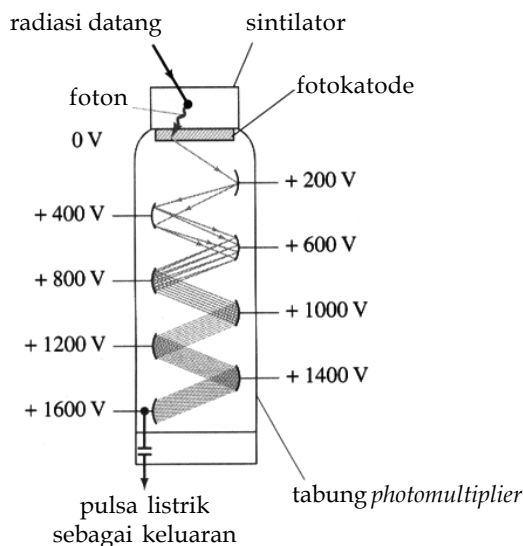 radiasi datang
sintilator
foton
fotokatode
0 V
+ 200 V
+ 400 V
+ 600 V
+ 800 V
+ 1000 V
+ 1200 V
+ 1400 V
+ 1600 V
tabung photomultiplier
pulsa listrik
sebagai keluaran